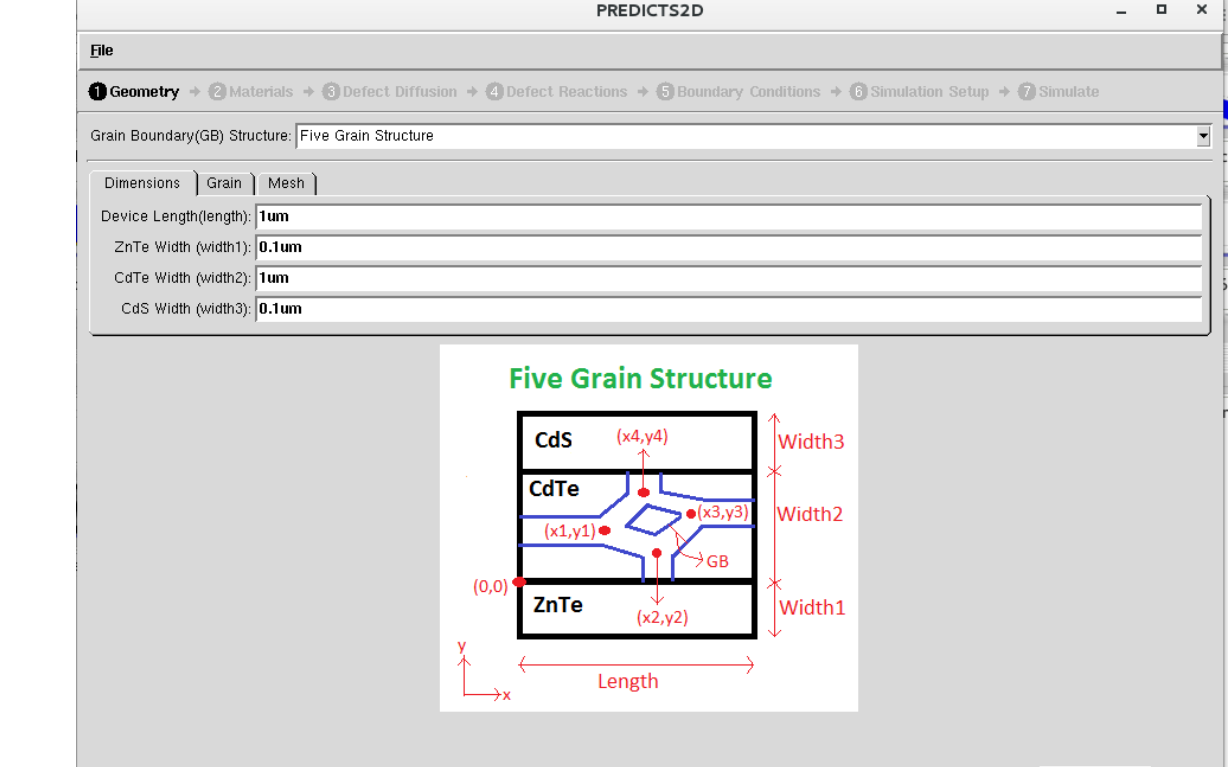 PREDICTS2D
File
1 Geometry → 2 Materials → 3 Defect Diffusion → 4 Defect Reactions → 5 Boundary Conditions → 6 Simulation Setup → 7 Simulate
Grain Boundary(GB) Structure: Five Grain Structure
Dimensions Grain Mesh
Device Length(length): 1um
ZnTe Width (width1): 0.1um
CdTe Width (width2): 1um
CdS Width (width3): 0.1um
Five Grain Structure
CdS (x4,y4) Width3
CdTe
(x1,y1) (x3,y3) Width2
GB
(0,0)
ZnTe (x2,y2) Width1
y
Length
x